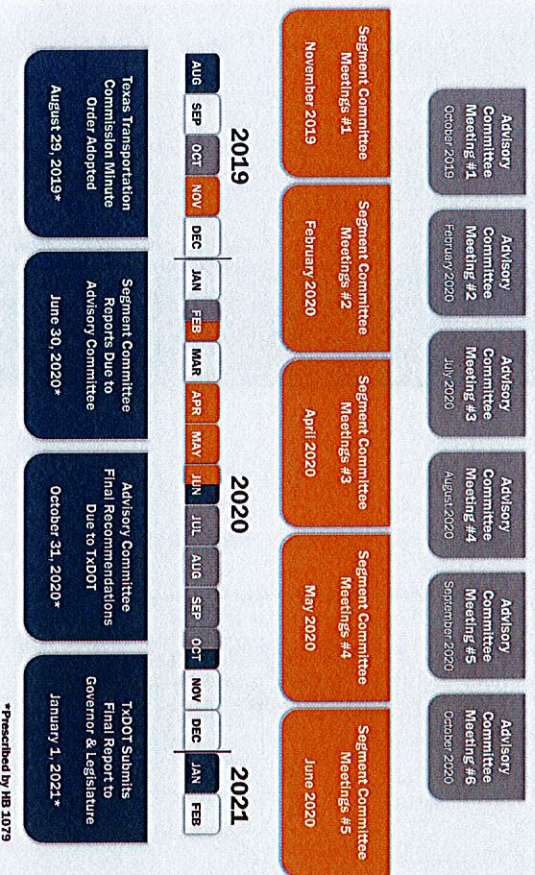 Advisory
Committee
Meeting #1
October 2019
Advisory
Committee
Meeting #2
February 2020
Advisory
Committee
Meeting #3
July 2020
Advisory
Committee
Meeting #4
August 2020
Advisory
Committee
Meeting #5
September 2020
Advisory
Committee
Meeting #6
October 2020
Segment Committee
Meetings #1
November 2019
Segment Committee
Meetings #2
February 2020
Segment Committee
Meetings #3
April 2020
Segment Committee
Meetings #4
May 2020
Segment Committee
Meetings #5
June 2020
2019
2020
2021
AUG
SEP
OCT
NOV
DEC
JAN
FEB
MAR
APR
MAY
JUN
JUL
AUG
SEP
OCT
NOV
DEC
JAN
FEB
Texas Transportation
Commission Minute
Order Adopted
August 29, 2019*
Segment Committee
Reports Due to
Advisory Committee
June 30, 2020*
Advisory Committee
Final Recommendations
Due to TxDOT
October 31, 2020*
TxDOT Submits
Final Report to
Governor & Legislature
January 1, 2021*
*Prescribed by HB 1079